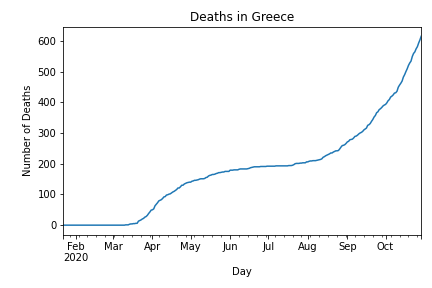 Deaths in Greece
Number of Deaths
600
500
400
300
200
100
0
Feb Mar Apr May Jun Jul Aug Sep Oct
2020
Day